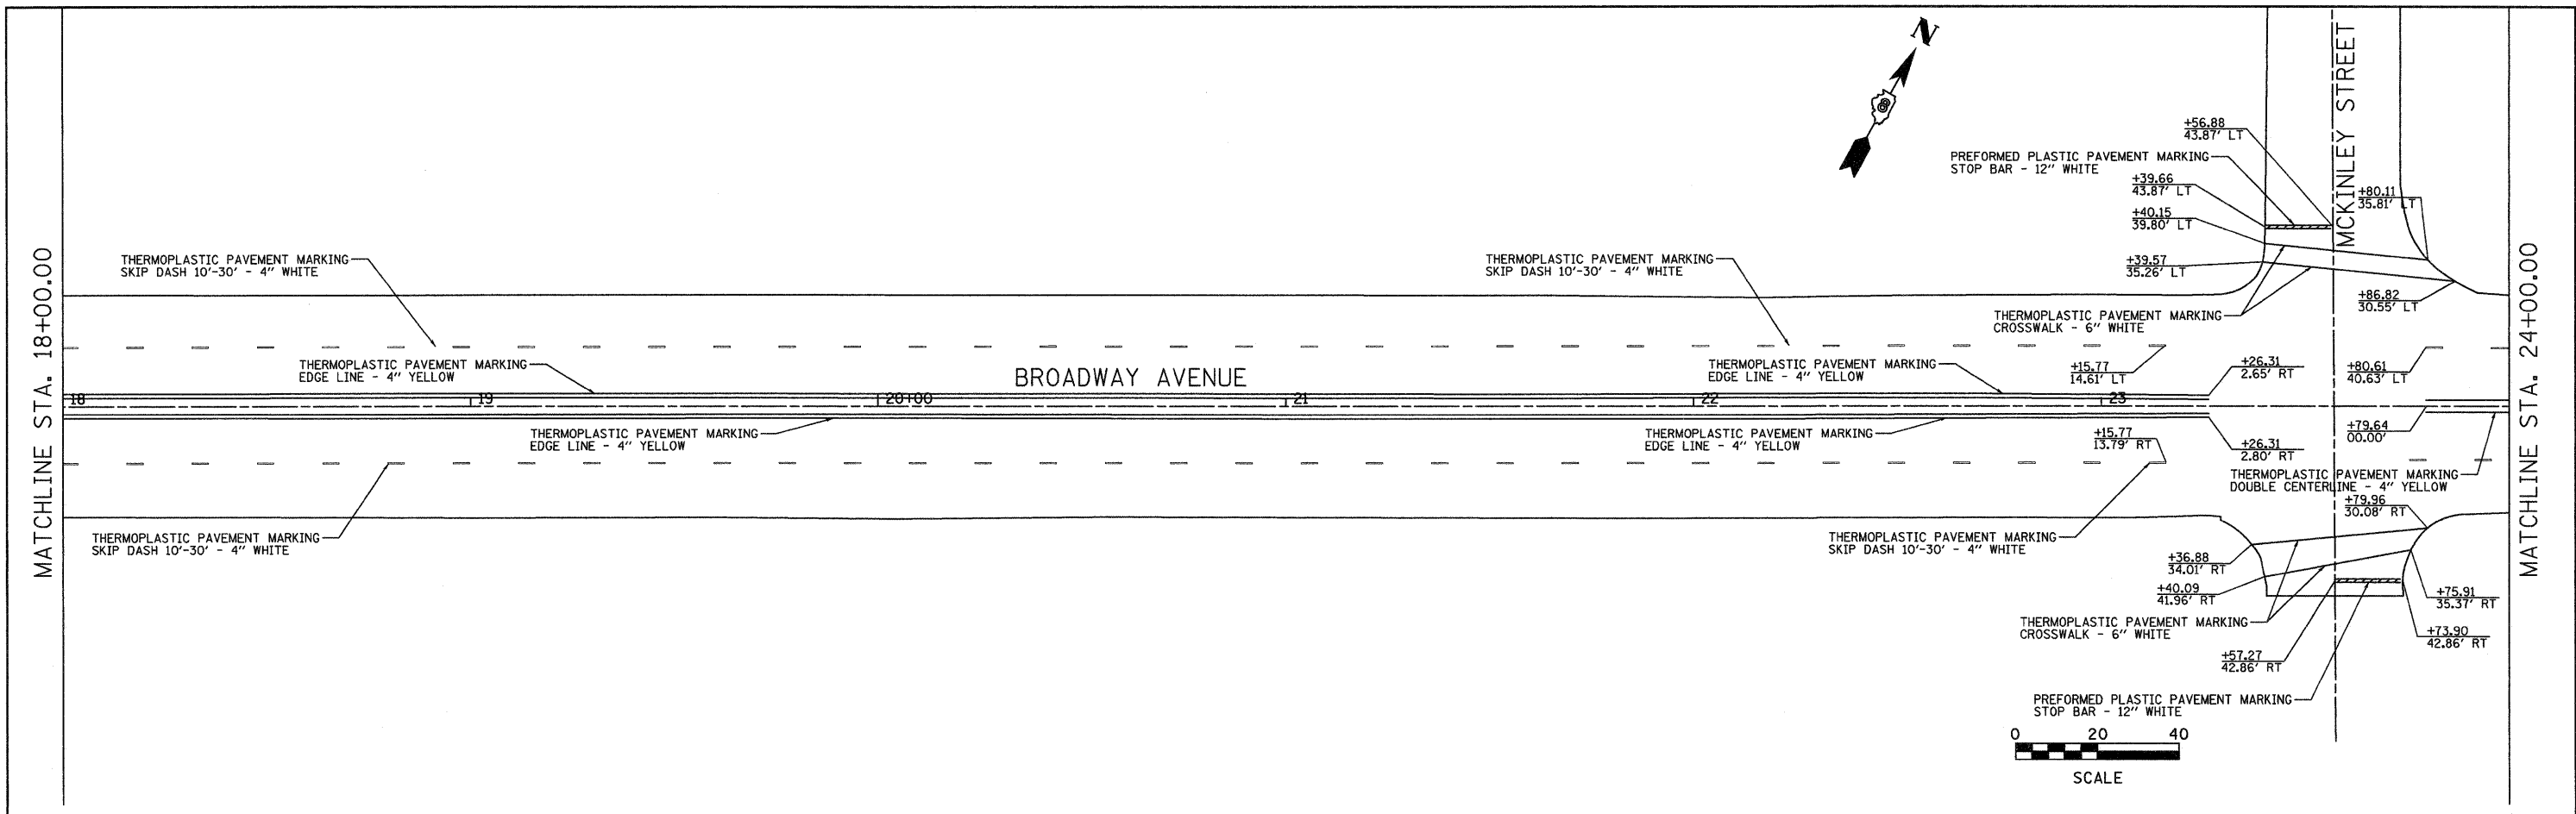 N
MCKINLEY STREET
+56.88
43.87' LT
PREFORMED PLASTIC PAVEMENT MARKING
STOP BAR - 12" WHITE
+39.66
43.87' LT
+80.11
35.81' LT
+40.15
39.80' LT
+39.57
35.26' LT
+86.82
30.55' LT
MATCHLINE STA. 18+00.00
THERMOPLASTIC PAVEMENT MARKING
SKIP DASH 10'-30' - 4" WHITE
THERMOPLASTIC PAVEMENT MARKING
SKIP DASH 10'-30' - 4" WHITE
THERMOPLASTIC PAVEMENT MARKING
CROSSWALK - 6" WHITE
MATCHLINE STA. 24+00.00
THERMOPLASTIC PAVEMENT MARKING
EDGE LINE - 4" YELLOW
BROADWAY AVENUE
THERMOPLASTIC PAVEMENT MARKING
EDGE LINE - 4" YELLOW
+15.77
14.61' LT
+26.31
2.65' RT
+80.61
40.63' LT
18
19
20+00
21
22
23
THERMOPLASTIC PAVEMENT MARKING
EDGE LINE - 4" YELLOW
THERMOPLASTIC PAVEMENT MARKING
EDGE LINE - 4" YELLOW
+15.77
13.79' RT
+26.31
2.80' RT
+79.64
00.00'
THERMOPLASTIC PAVEMENT MARKING
DOUBLE CENTERLINE - 4" YELLOW
+79.96
30.08' RT
THERMOPLASTIC PAVEMENT MARKING
SKIP DASH 10'-30' - 4" WHITE
THERMOPLASTIC PAVEMENT MARKING
SKIP DASH 10'-30' - 4" WHITE
+36.88
34.01' RT
+40.09
41.96' RT
+75.91
35.37' RT
THERMOPLASTIC PAVEMENT MARKING
CROSSWALK - 6" WHITE
+73.90
42.86' RT
+57.27
42.86' RT
PREFORMED PLASTIC PAVEMENT MARKING
STOP BAR - 12" WHITE
0 20 40
SCALE